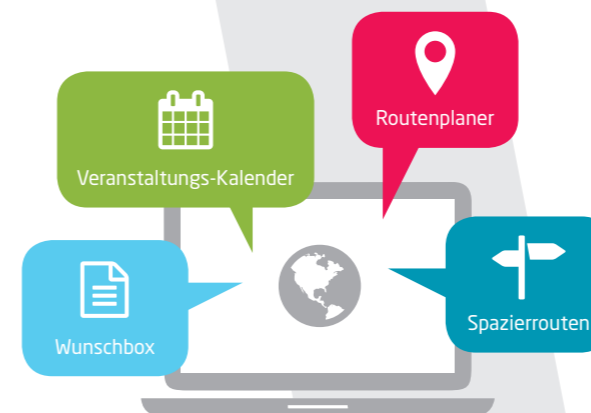 Routenplaner
Veranstaltungs-Kalender
Spazierrouten
Wunschbox